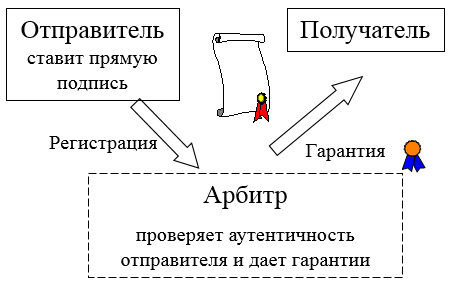 Отправитель
ставит прямую
подпись
Получатель
Регистрация
Гарантия
Арбитр
проверяет аутентичность
отправителя и дает гарантии